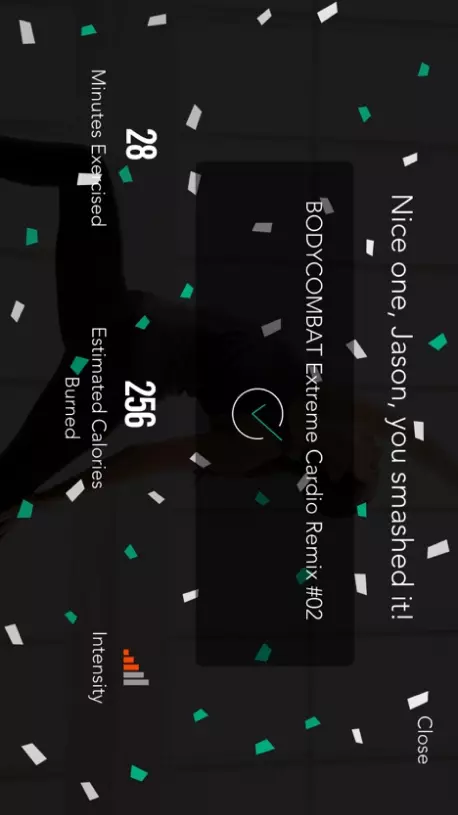 Close
Nice one, Jason, you smashed it!
BODYCOMBAT Extreme Cardio Remix #02
28
Minutes Exercised
256
Estimated Calories
Burned
Intensity